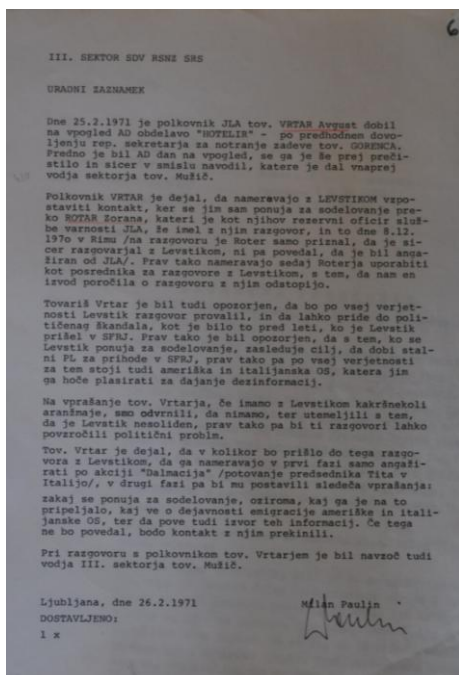 6
III. SEKTOR SDV RSNZ SRS
URADNI ZAZNAMEK
Dne 25.2.1971 je polkovnik JLA tov. VRTAR Avgust dobil
na vpogled AD obdelavo "HOTELIR" - po predhodnem dovo-
ljenju rep. sekretarja za notranje zadeve tov. GORENCA.
Predno je bil AD dan na vpogled, se ga je še prej preči-
stilo in sicer v smislu navodil, katere je dal vnaprej
vodja sektorja tov. Mužič.
Polkovnik VRTAR je dejal, da nameravajo z LEVSTIKOM vzpo-
staviti kontakt, ker se jim sam ponuja za sodelovanje pre-
ko ROTAR Zorana, kateri je kot njihov rezervni oficir služ-
be varnosti JLA, že imel z njim razgovor, in to dne 8.12.
197o v Rimu /na razgovoru je Roter samo priznal, da je si-
cer razgovarjal z Levstikom, ni pa povedal, da je bil anga-
žiran od JLA/. Prav tako nameravajo sedaj Roterja uporabiti
kot posrednika za razgovore z Levstikom, s tem, da nam en
izvod poročila o razgovoru z njim odstopijo.
Tovariš Vrtar je bil tudi opozorjen, da bo po vsej verjet-
nosti Levstik razgovor provalil, in da lahko pride do poli-
tičenag škandala, kot je bilo to pred leti, ko je Levstik
prišel v SFRJ. Prav tako je bil opozorjen, da s tem, ko se
Levstik ponuja za sodelovanje, zasleduje cilj, da dobi stal-
ni PL za prihode v SFRJ, prav tako pa po vsej verjetnosti
za tem stoji tudi ameriška in italijanska OS, katera jim
ga hoče plasirati za dajanje dezinformacij.
Na vprašanje tov. Vrtarja, če imamo z Levstikom kakršnekoli
aranžmaje, smo odvrnili, da nimamo, ter utemeljili s tem,
da je Levstik nesoliden, prav tako pa bi ti razgovori lahko
povzročili politični problm.
Tov. Vrtar je dejal, da v kolikor bo prišlo do tega razgo-
vora z Levstikom, da ga nameravajo v prvi fazi samo angaži-
rati po akciji "Dalmacija" /potovanje predsednika Tita v
Italijo/, v drugi fazi pa bi mu postavili sledeča vprašanja:
zakaj se ponuja za sodelovanje, oziroma, kaj ga je na to
pripeljalo, kaj ve o dejavnosti emigracije ameriške in itali-
janske OS, ter da pove tudi izvor teh informacij. Če tega
ne bo povedal, bodo kontakt z njim prekinili.
Pri razgovoru s polkovnikom tov. Vrtarjem je bil navzoč tudi
vodja III. sektorja tov. Mužič.
Ljubljana, dne 26.2.1971
Milan Paulin
DOSTAVLJENO:
Paulin
1 x